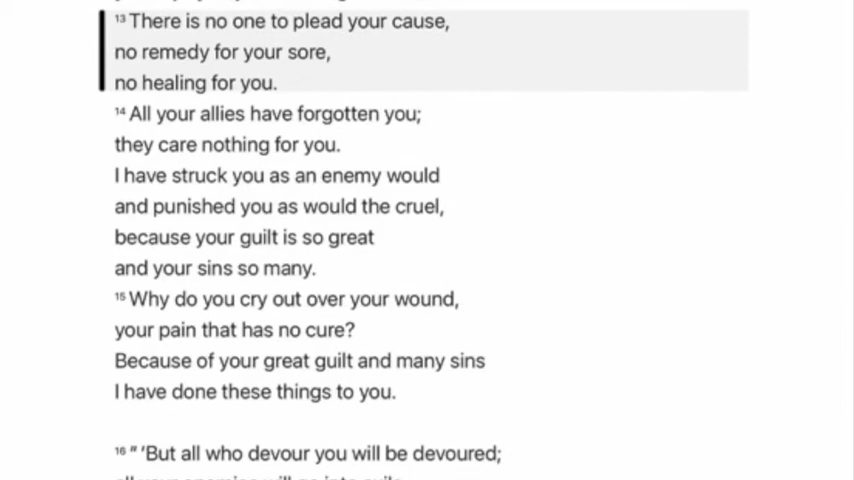 13 There is no one to plead your cause,
no remedy for your sore,
no healing for you.
14 All your allies have forgotten you;
they care nothing for you.
I have struck you as an enemy would
and punished you as would the cruel,
because your guilt is so great
and your sins so many.
15 Why do you cry out over your wound,
your pain that has no cure?
Because of your great guilt and many sins
I have done these things to you.
16 " 'But all who devour you will be devoured;